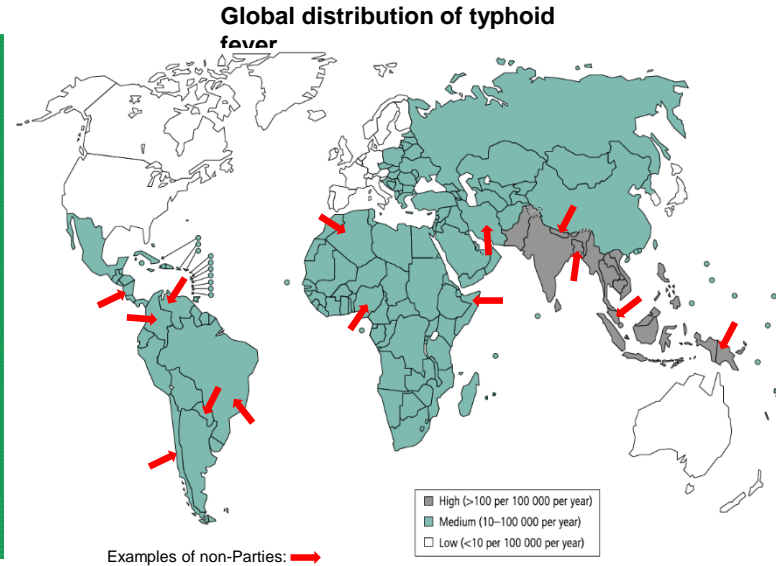 Global distribution of typhoid
fever
High (>100 per 100 000 per year)
Medium (10–100 000 per year)
Low (<10 per 100 000 per year)
Examples of non-Parties: